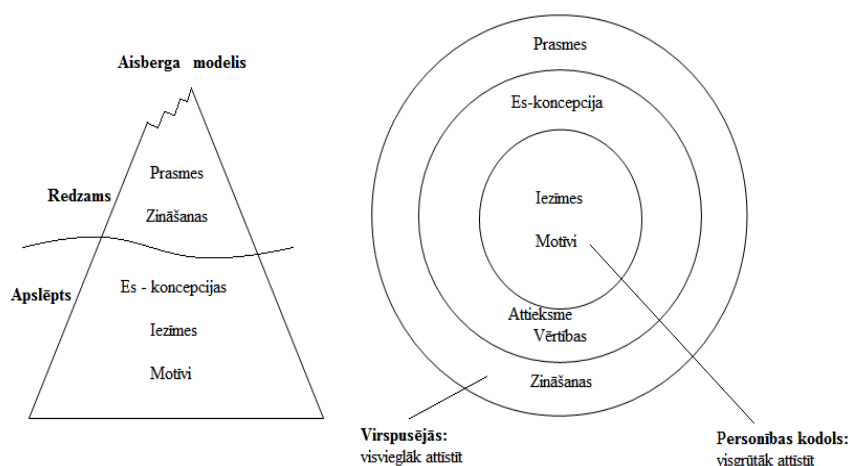 Aisberga modelis
Prasmes
Redzams
Zināšanas
Apslēpts
Es - koncepcijas
Iezīmes
Motīvi
Prasmes
Es-koncepcija
Iezīmes
Motīvi
Attieksme
Vērtības
Zināšanas
Virspusējās:
visvieglāk attīstīt
Personības kodols:
visgrūtāk attīstīt